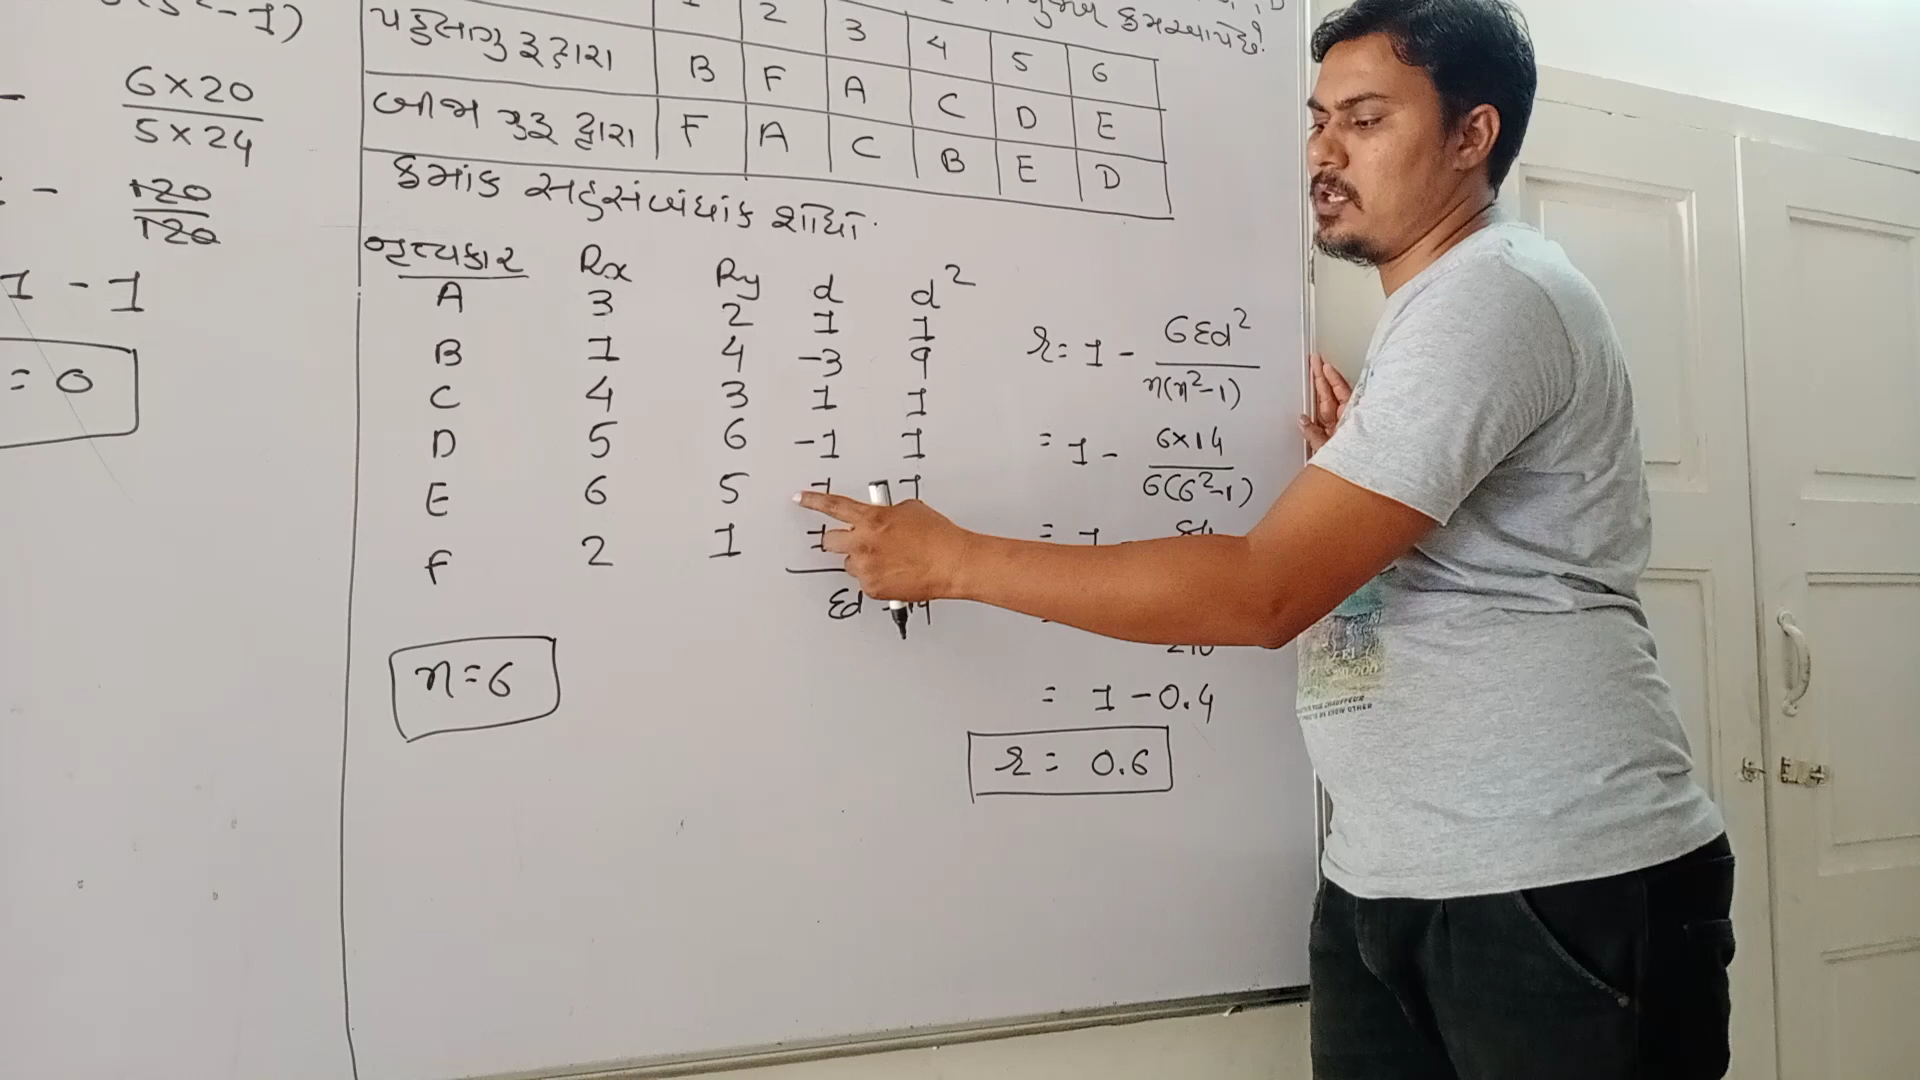 6×20
5×24
120
120
1 - 1
= 0
1 2 3 4 5 6
પહેલા ગુરૂ દ્વારા B F A C D E
બીજા ગુરૂ દ્વારા F A C B E D
ક્રમાંક સહસંબંધાંક શોધો.
નૃત્યકાર Rx Ry d d²
A 3 2 1 1
B 1 4 -3 9
C 4 3 1 1
D 5 6 -1 1
E 6 5 1 1
F 2 1 1
n=6
r = 1 - 6Σd²
n(n²-1)
= 1 - 6×14
6(6²-1)
= 1 - 0.4
r = 0.6